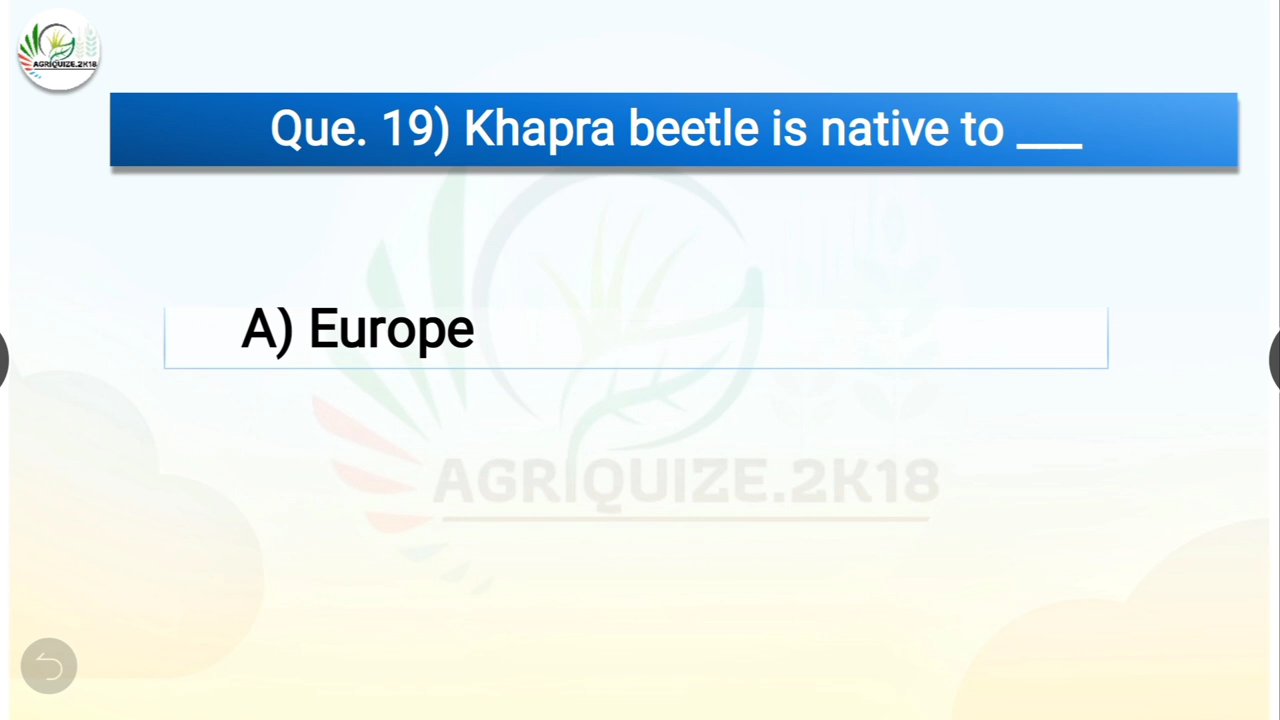 AGRIQUIZE.2K18
Que. 19) Khapra beetle is native to ___
A) Europe
AGRIQUIZE.2K18